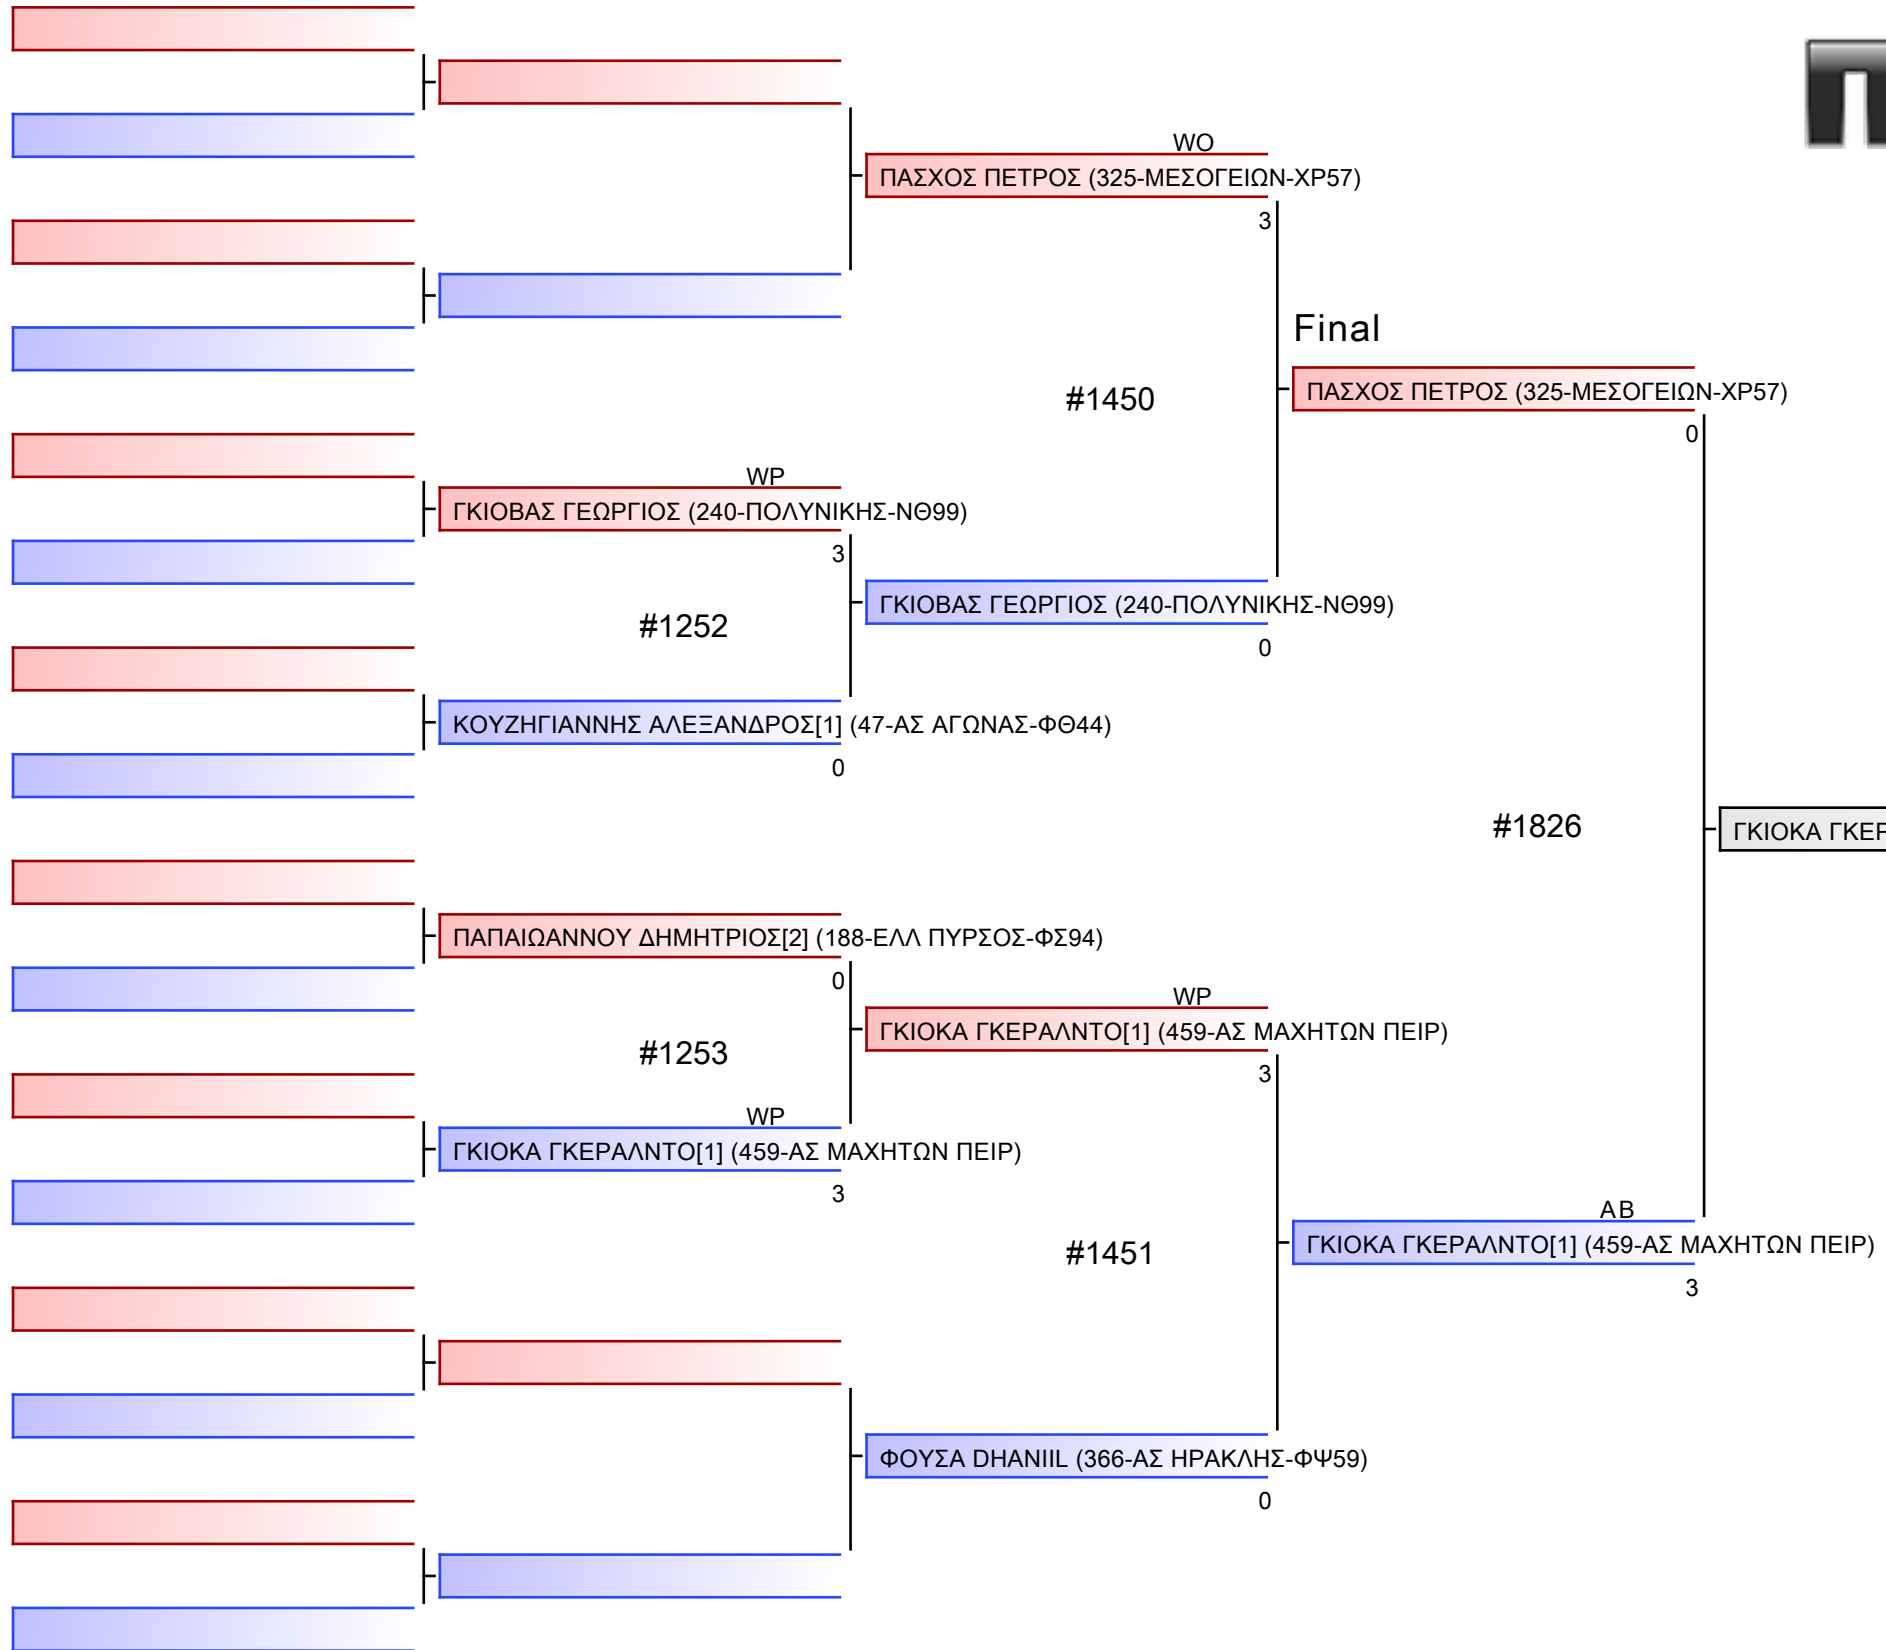 WO
ΠΑΣΧΟΣ ΠΕΤΡΟΣ (325-ΜΕΣΟΓΕΙΩΝ-ΧΡ57)
3
Final
#1450
ΠΑΣΧΟΣ ΠΕΤΡΟΣ (325-ΜΕΣΟΓΕΙΩΝ-ΧΡ57)
0
WP
ΓΚΙΟΒΑΣ ΓΕΩΡΓΙΟΣ (240-ΠΟΛΥΝΙΚΗΣ-ΝΘ99)
3
ΓΚΙΟΒΑΣ ΓΕΩΡΓΙΟΣ (240-ΠΟΛΥΝΙΚΗΣ-ΝΘ99)
#1252
0
ΚΟΥΖΗΓΙΑΝΝΗΣ ΑΛΕΞΑΝΔΡΟΣ[1] (47-ΑΣ ΑΓΩΝΑΣ-ΦΘ44)
0
#1826
ΓΚΙΟΚΑ ΓΚΕΡ
ΠΑΠΑΙΩΑΝΝΟΥ ΔΗΜΗΤΡΙΟΣ[2] (188-ΕΛΛ ΠΥΡΣΟΣ-ΦΣ94)
0
WP
ΓΚΙΟΚΑ ΓΚΕΡΑΛΝΤΟ[1] (459-ΑΣ ΜΑΧΗΤΩΝ ΠΕΙΡ)
#1253
3
WP
ΓΚΙΟΚΑ ΓΚΕΡΑΛΝΤΟ[1] (459-ΑΣ ΜΑΧΗΤΩΝ ΠΕΙΡ)
3
AB
#1451
ΓΚΙΟΚΑ ΓΚΕΡΑΛΝΤΟ[1] (459-ΑΣ ΜΑΧΗΤΩΝ ΠΕΙΡ)
3
ΦΟΥΣΑ DHANIIL (366-ΑΣ ΗΡΑΚΛΗΣ-ΦΨ59)
0